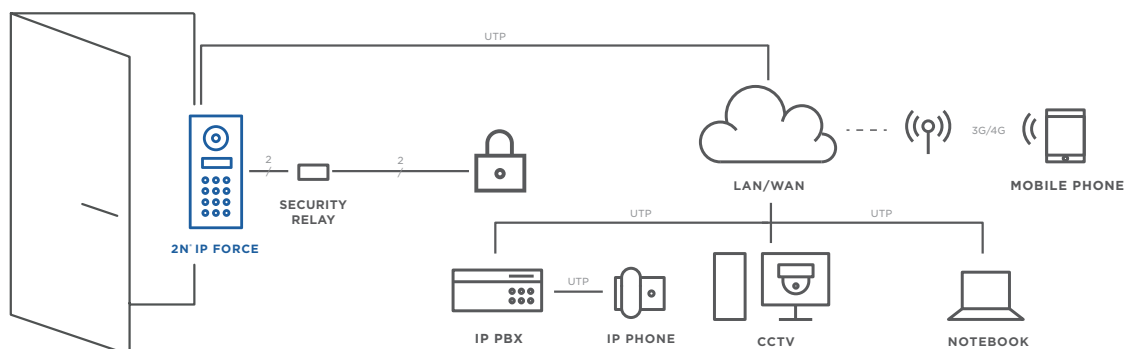 UTP
3G/4G
2
2
LAN/WAN
MOBILE PHONE
SECURITY
RELAY
UTP
UTP
2N® IP FORCE
UTP
IP PBX
IP PHONE
CCTV
NOTEBOOK